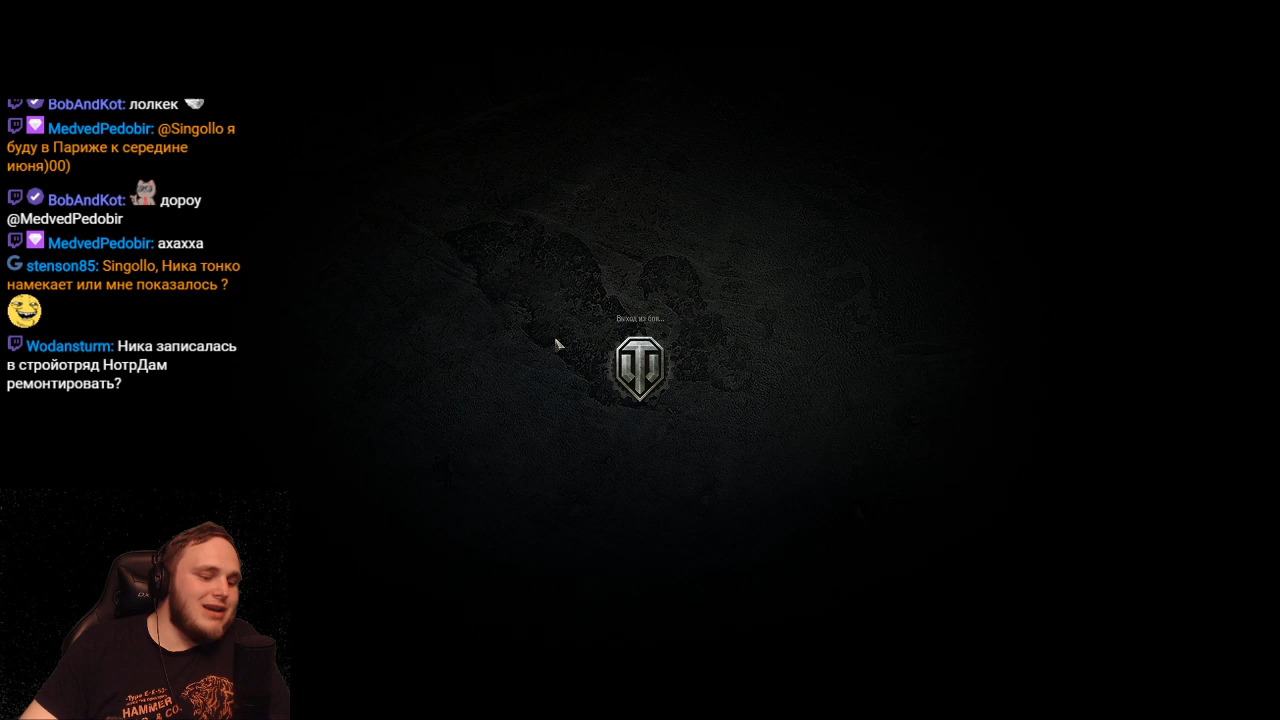 BobAndKot: лолкек
MedvedPedobir: @Singollo я
буду в Париже к середине
июня)00)
BobAndKot: дороу
@MedvedPedobir
MedvedPedobir: ахахха
stenson85: Singollo, Ника тонко
намекает или мне показалось ?
Wodansturm: Ника записалась
в стройотряд НотрДам
ремонтировать?
Выход из боя...
HAMMER
& CO.